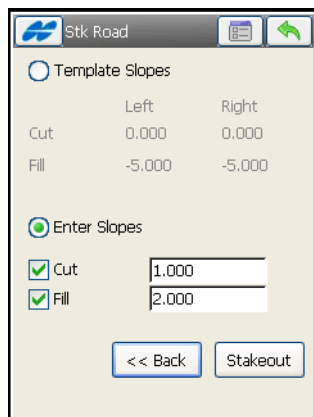 Stk Road
Template Slopes
Left Right
Cut 0.000 0.000
Fill -5.000 -5.000
Enter Slopes
Cut 1.000
Fill 2.000
<< Back Stakeout